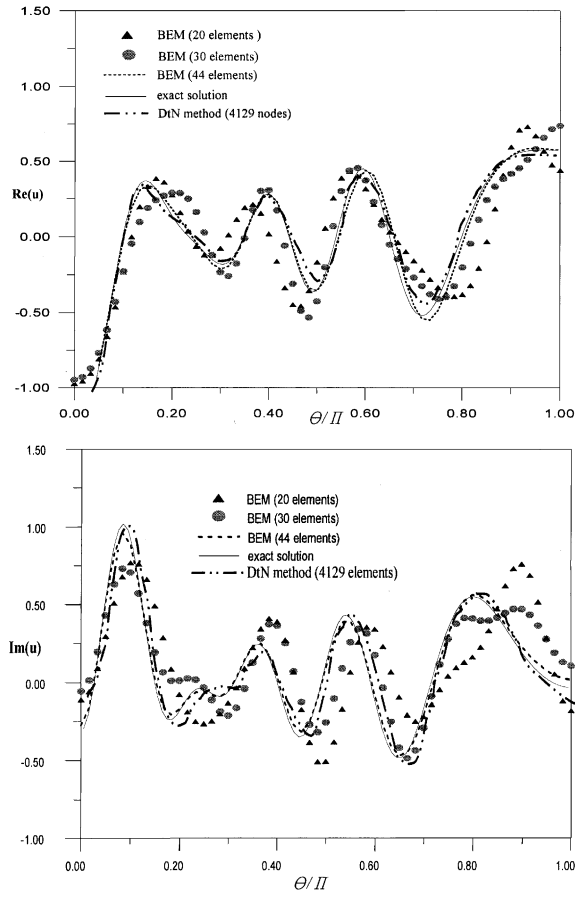 1.50
BEM (20 elements )
BEM (30 elements)
BEM (44 elements)
exact solution
DtN method (4129 nodes)
1.00
0.50
Re(u)
0.00
-0.50
-1.00
0.00 0.20 0.40 0.60 0.80 1.00
Θ/Π
1.50
BEM (20 elements)
BEM (30 elements)
BEM (44 elements)
exact solution
DtN method (4129 elements)
1.00
0.50
Im(u)
0.00
-0.50
-1.00
0.00 0.20 0.40 0.60 0.80 1.00
Θ/Π